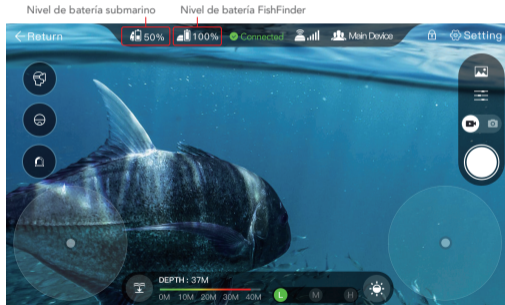 Nivel de batería submarino Nivel de batería FishFinder
Return 50% 100% Connected Main Device Setting
DEPTH : 37M
0M 10M 20M 30M 40M L M H